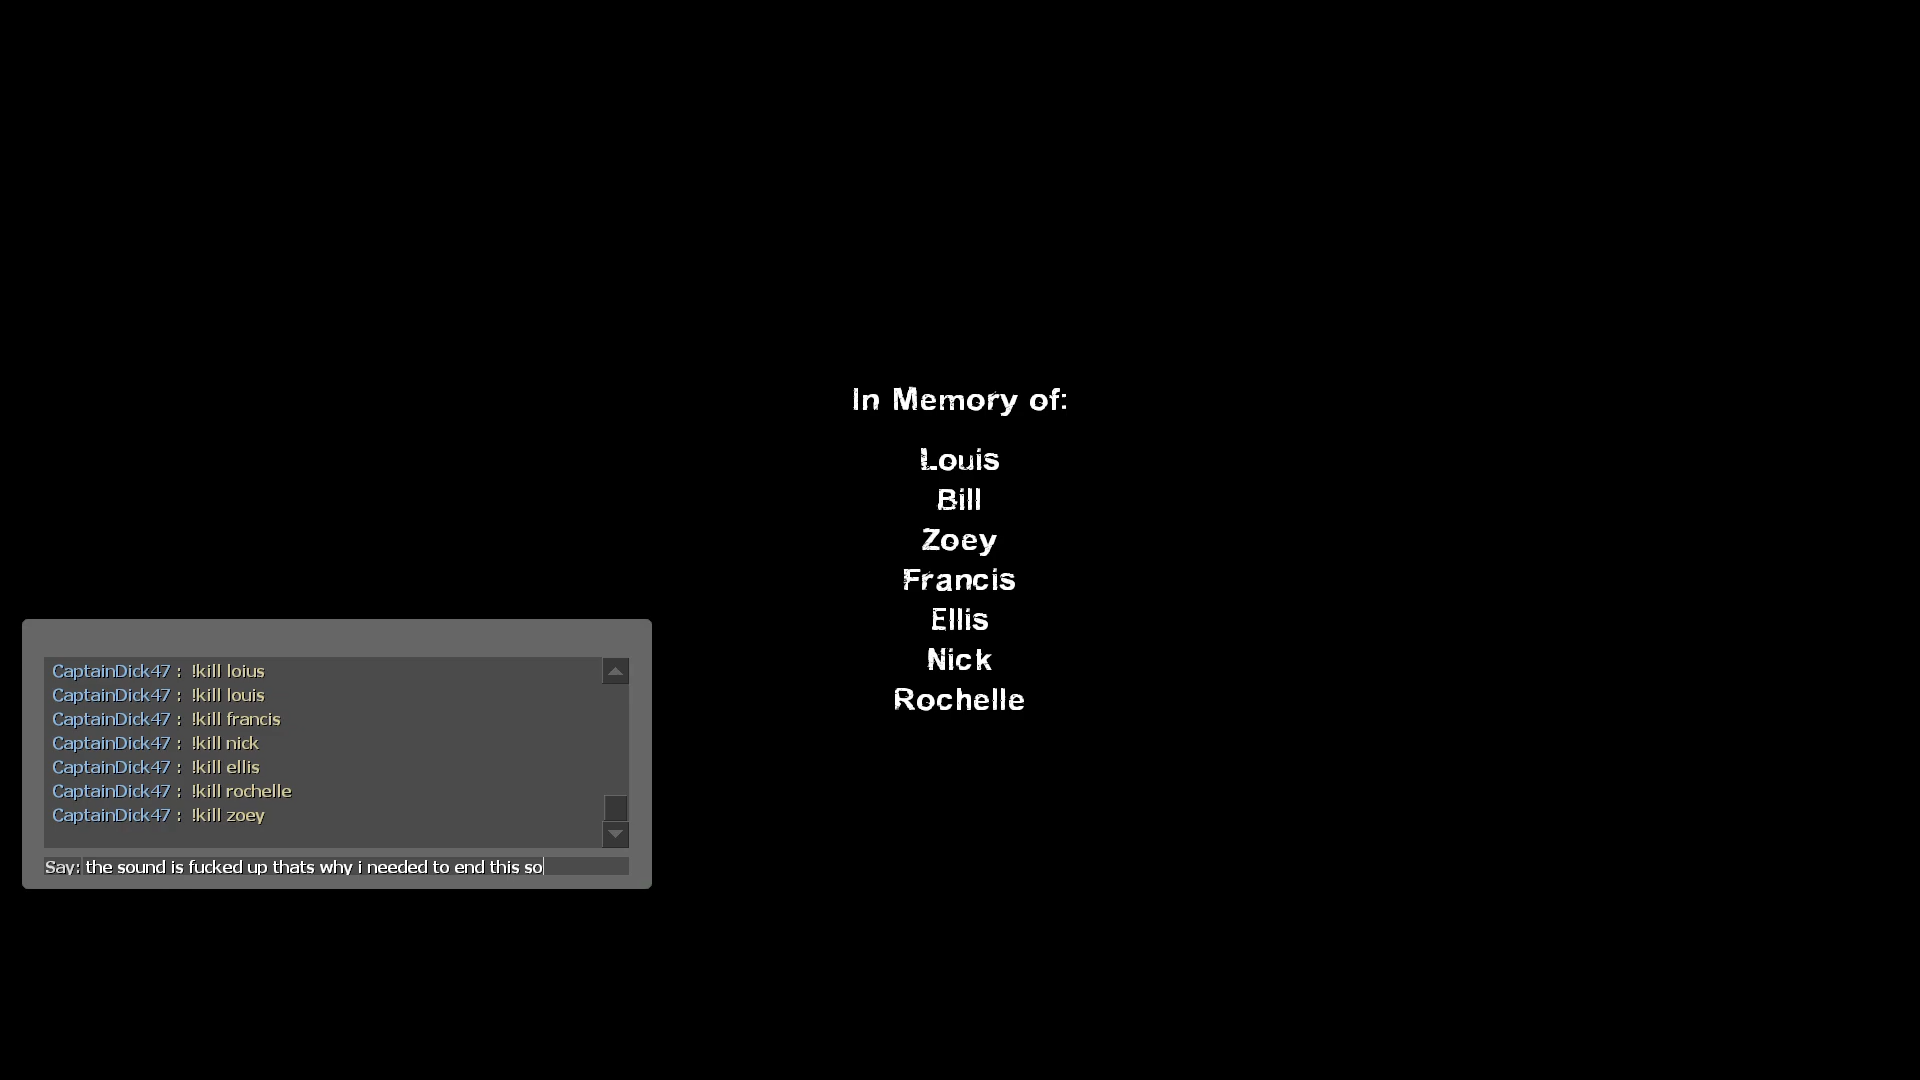 In Memory of:
Louis
Bill
Zoey
Francis
Ellis
Nick
Rochelle
CaptainDick47 : !kill loius
CaptainDick47 : !kill louis
CaptainDick47 : !kill francis
CaptainDick47 : !kill nick
CaptainDick47 : !kill ellis
CaptainDick47 : !kill rochelle
CaptainDick47 : !kill zoey
Say: the sound is fucked up thats why i needed to end this so